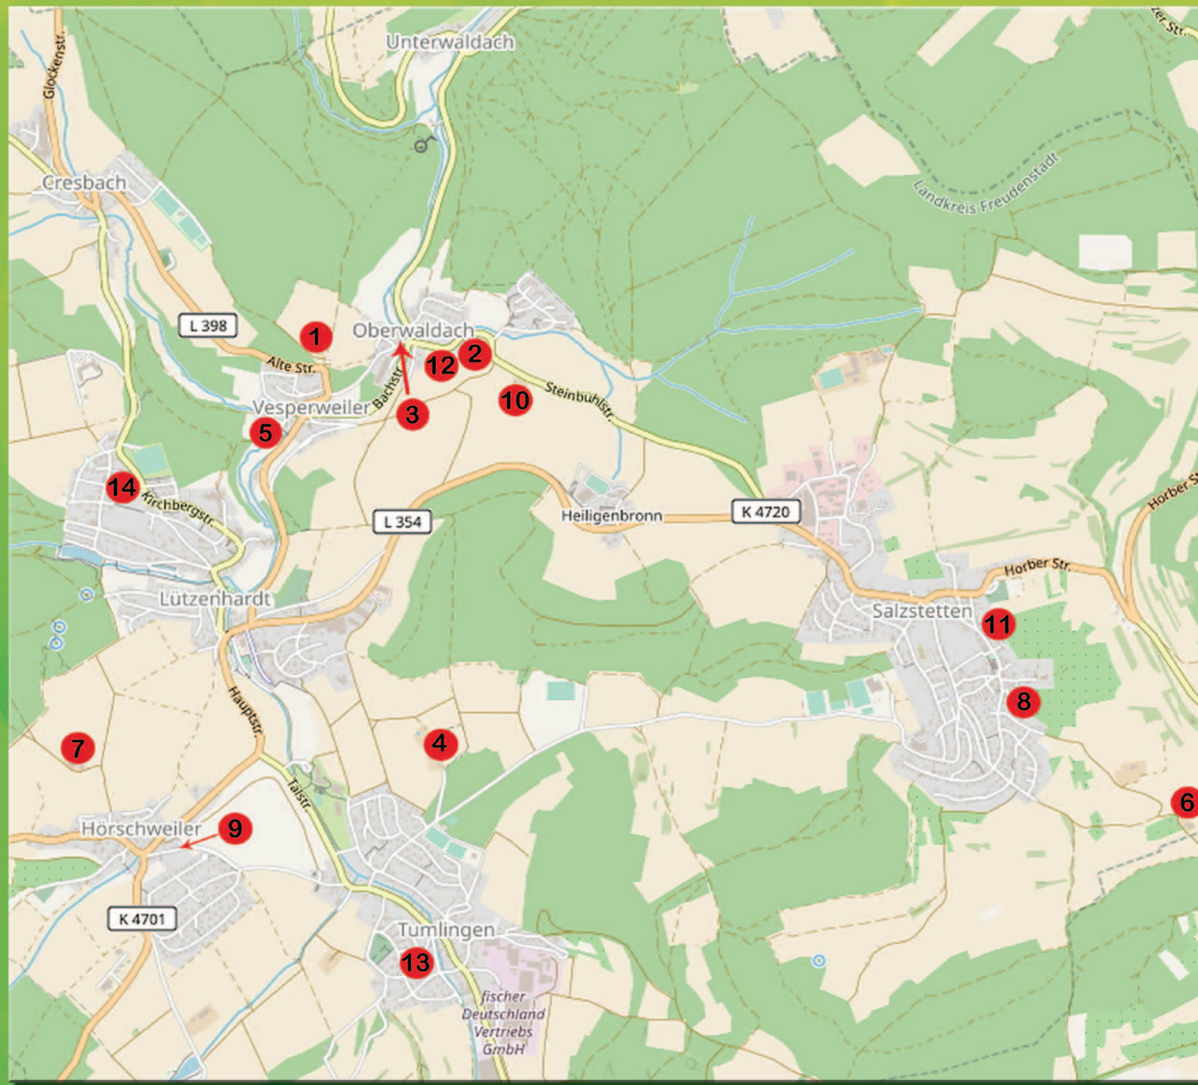 Unterwaldach
zer Str.
Glockenstr.
Cresbach
Landkreis Freudenstadt
L 398
1
Oberwaldach
Alte Str.
12
2
Steinbühlstr.
Bachstr.
3
10
Vesperweiler
5
14
Kirchbergstr.
L 354
Heiligenbronn
K 4720
Horber St
Horber Str.
Lützenhardt
Salzstetten
11
8
Hauptstr.
7
4
Talstr.
6
Hörschweiler
9
K 4701
Tumlingen
13
fischer
Deutschland
Vertriebs
GmbH